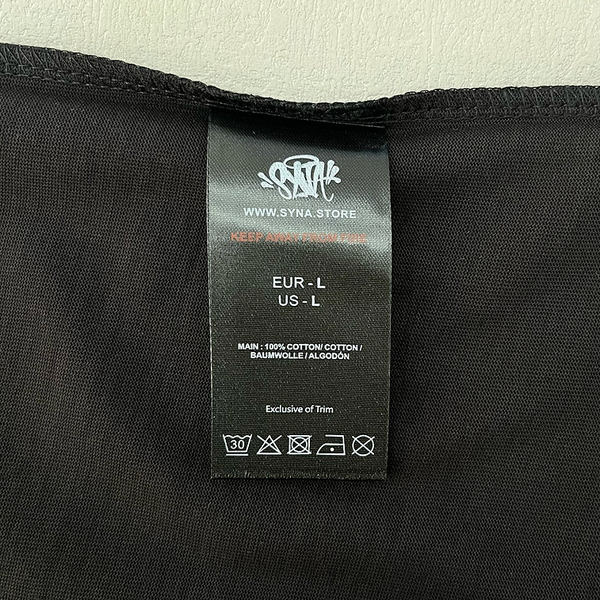 SYNA
WWW.SYNA.STORE
KEEP AWAY FROM FIRE
EUR - L
US - L
MAIN : 100% COTTON/ COTTON /
BAUMWOLLE / ALGODÓN
Exclusive of Trim
30